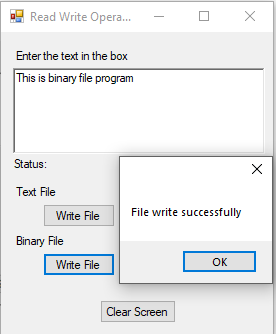 Read Write Opera...
Enter the text in the box
This is binary file program
Status:
File write successfully
OK
Text File
Write File
Binary File
Write File
Clear Screen